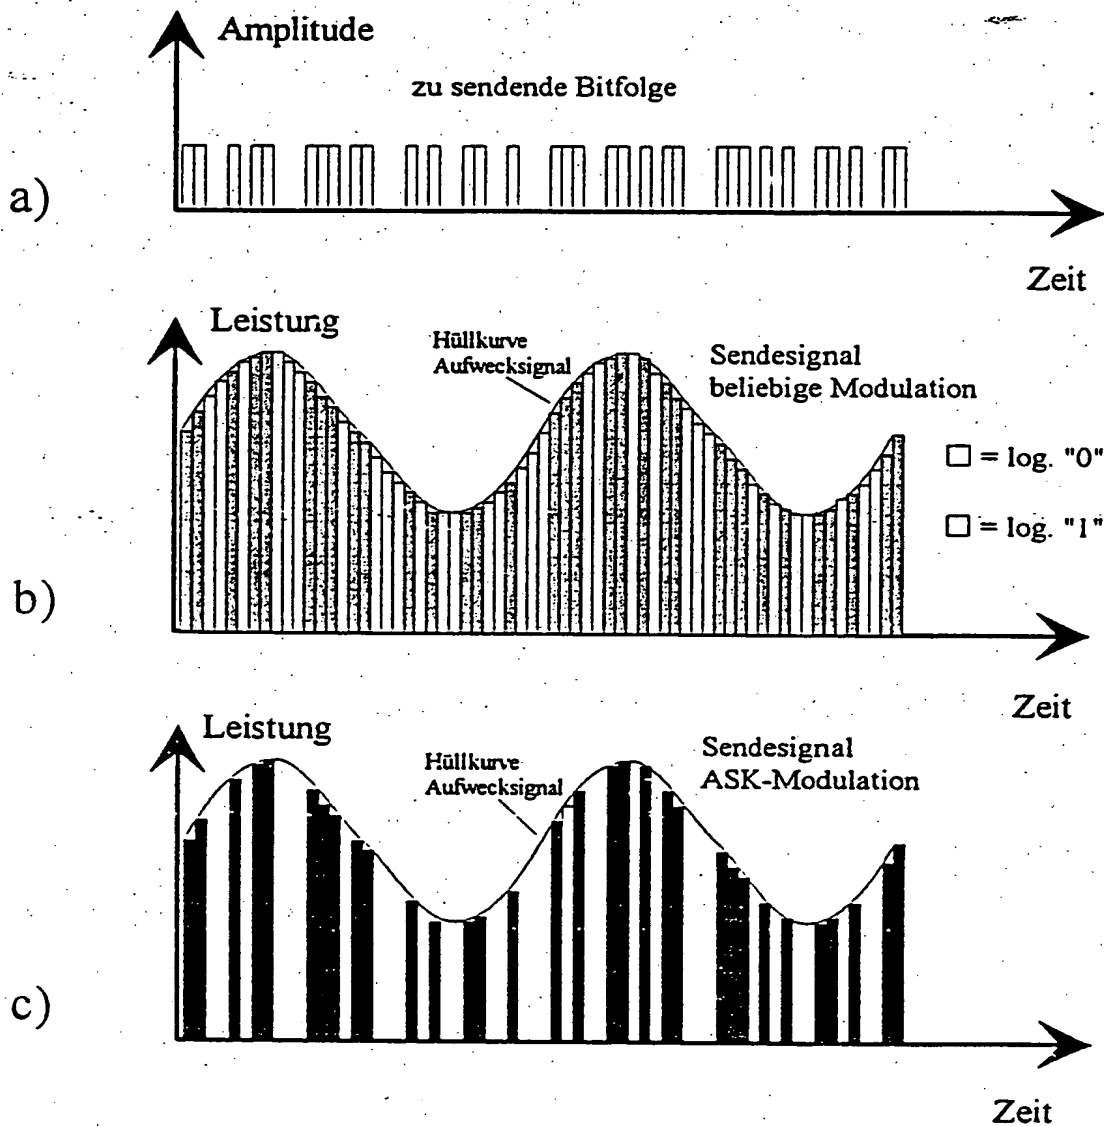 a)
Amplitude
zu sendende Bitfolge
Zeit
b)
Leistung
Hüllkurve
Aufwecksignal
Sendesignal
beliebige Modulation
= log. "0"
= log. "1"
Zeit
c)
Leistung
Hüllkurve
Aufwecksignal
Sendesignal
ASK-Modulation
Zeit